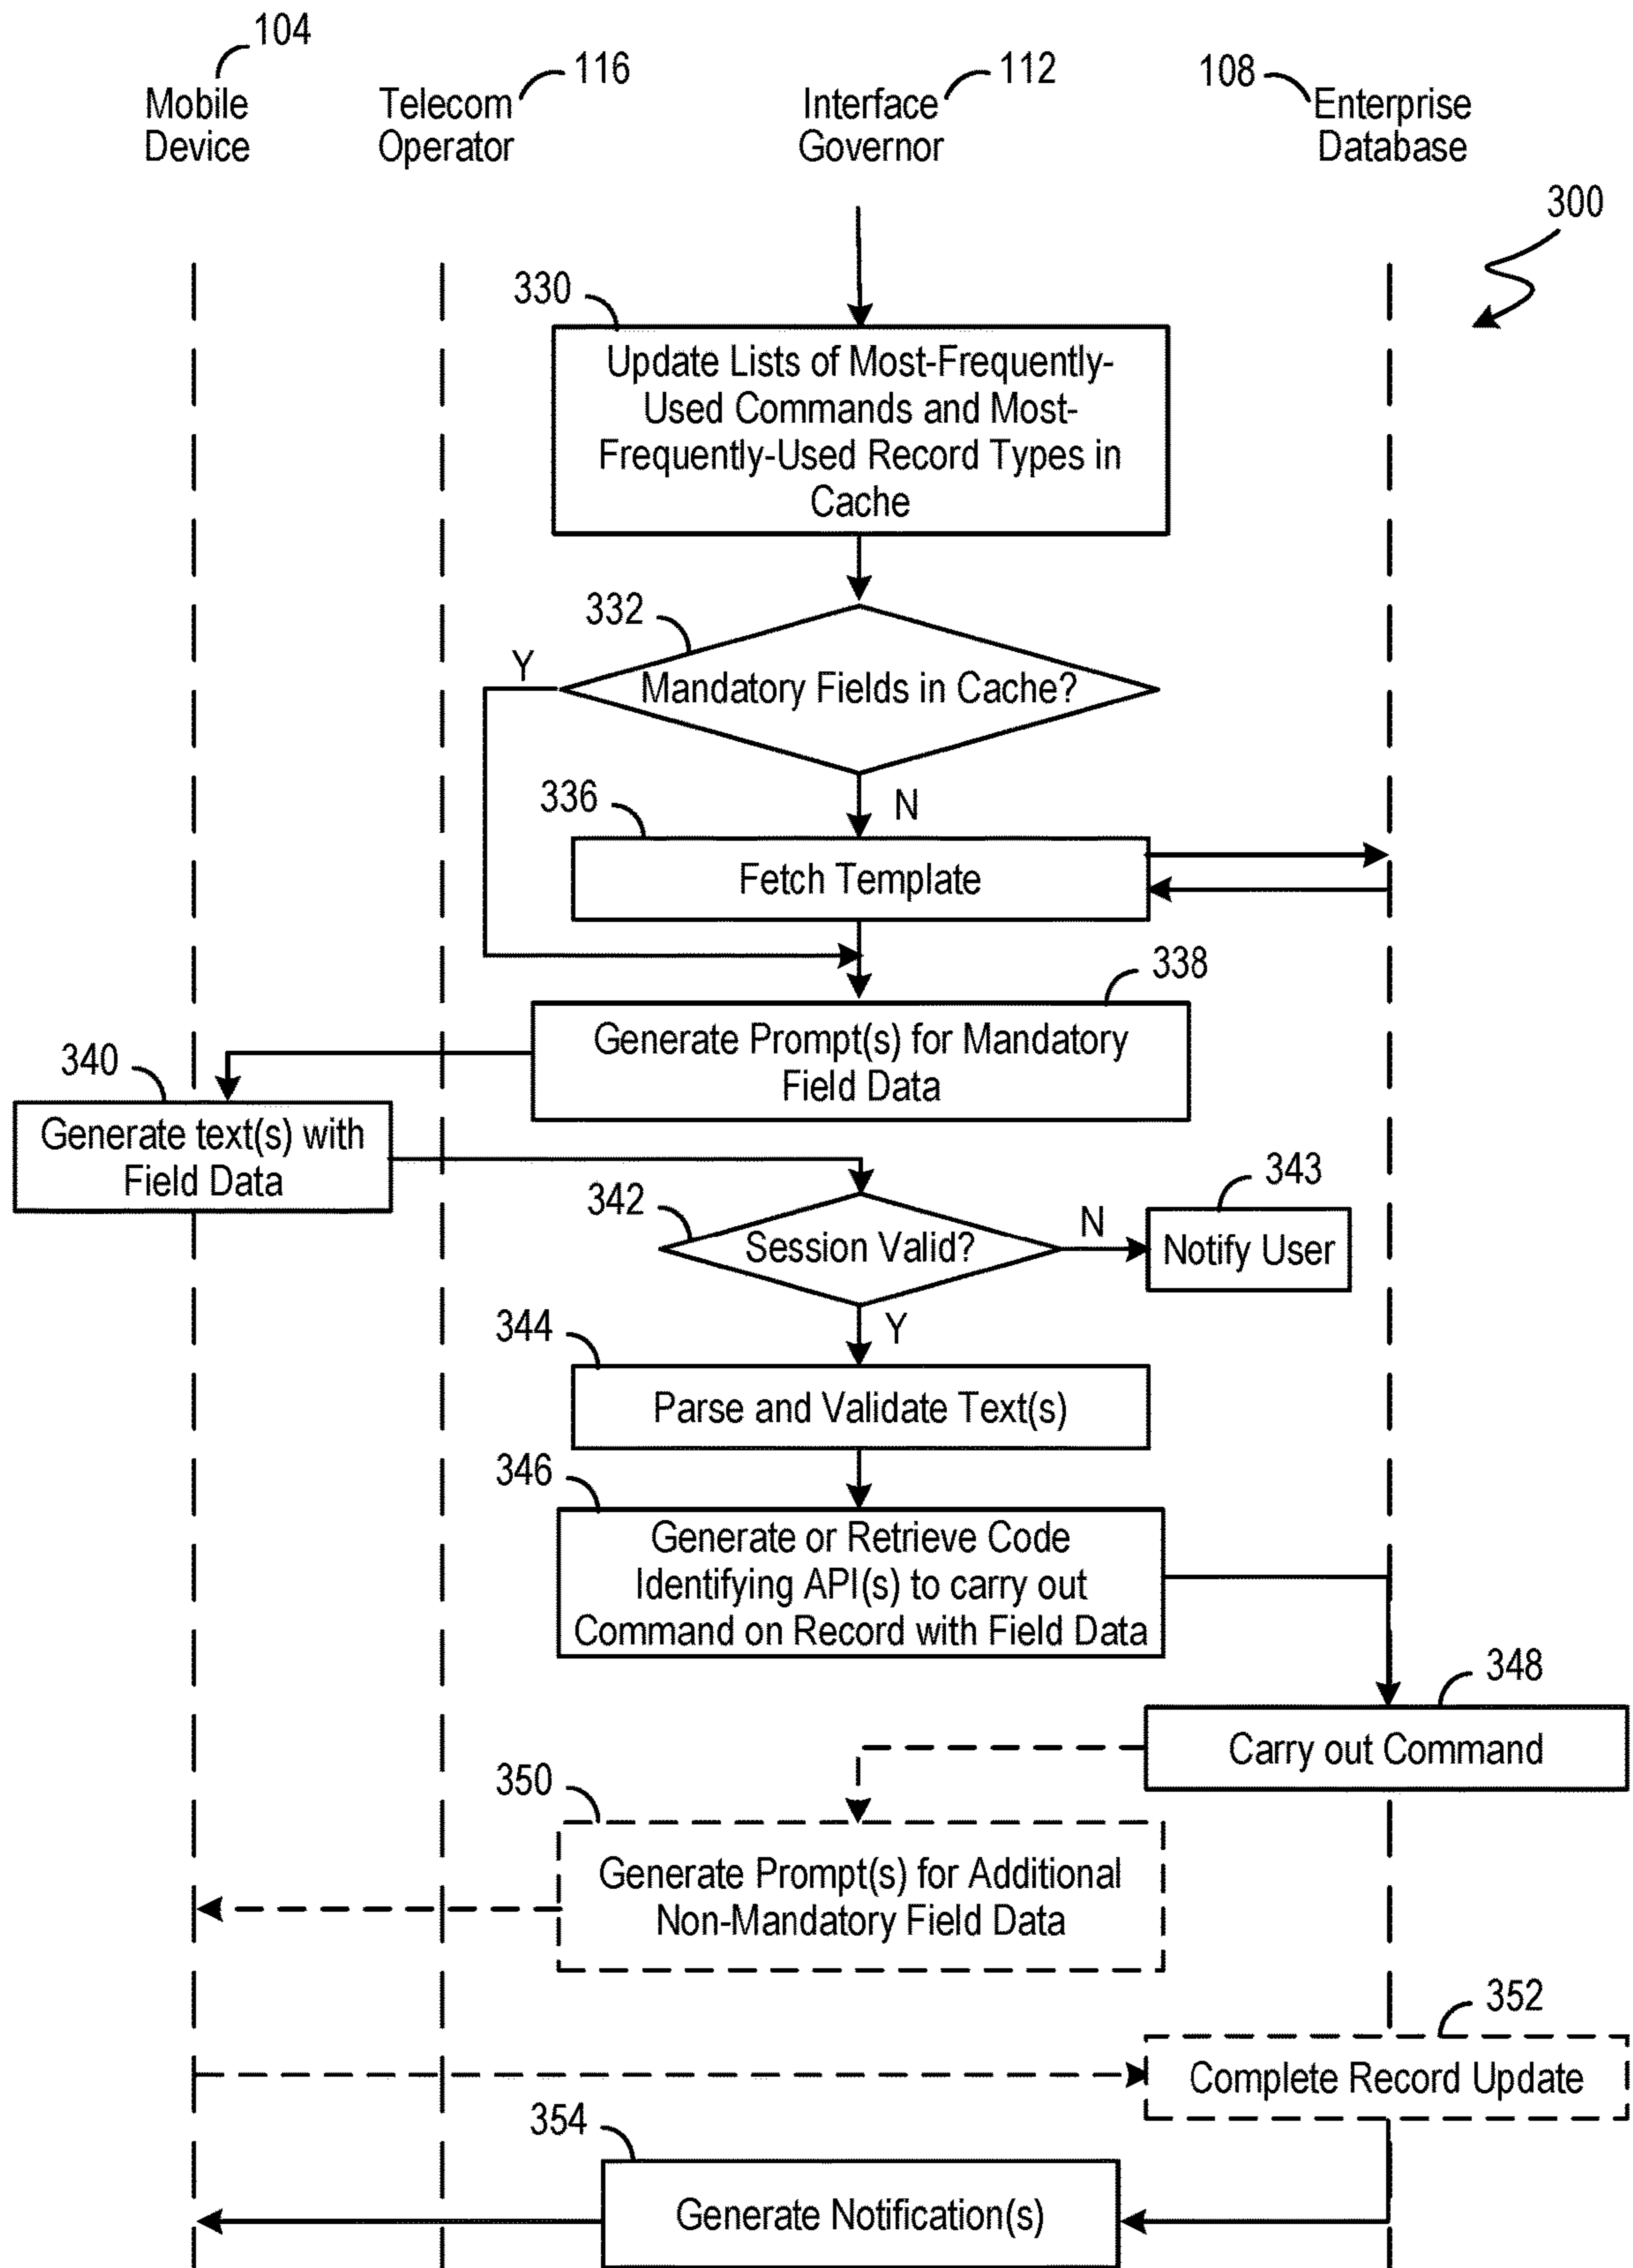 104
116
112
108
Mobile
Device
Telecom
Operator
Interface
Governor
Enterprise
Database
300
330
Update Lists of Most-Frequently-
Used Commands and Most-
Frequently-Used Record Types in
Cache
332
Y
Mandatory Fields in Cache?
336
N
Fetch Template
338
Generate Prompt(s) for Mandatory
Field Data
340
Generate text(s) with
Field Data
342
Session Valid?
N
343
Notify User
Y
344
Parse and Validate Text(s)
346
Generate or Retrieve Code
Identifying API(s) to carry out
Command on Record with Field Data
348
Carry out Command
350
Generate Prompt(s) for Additional
Non-Mandatory Field Data
352
Complete Record Update
354
Generate Notification(s)